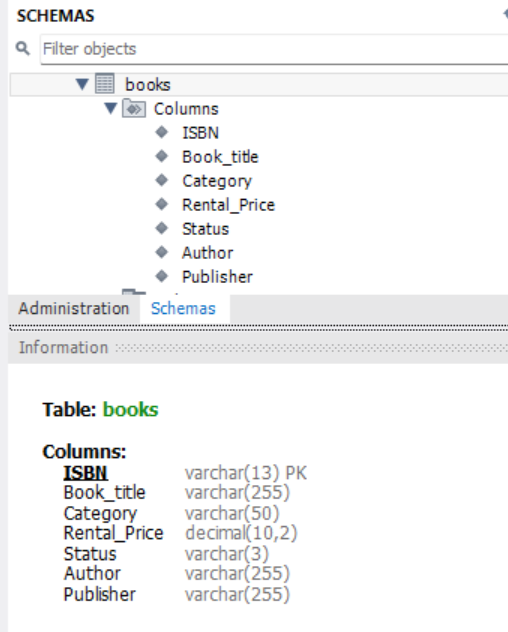 SCHEMAS
Filter objects
books
Columns
ISBN
Book_title
Category
Rental_Price
Status
Author
Publisher
Administration Schemas
Information
Table: books
Columns:
ISBN varchar(13) PK
Book_title varchar(255)
Category varchar(50)
Rental_Price decimal(10,2)
Status varchar(3)
Author varchar(255)
Publisher varchar(255)